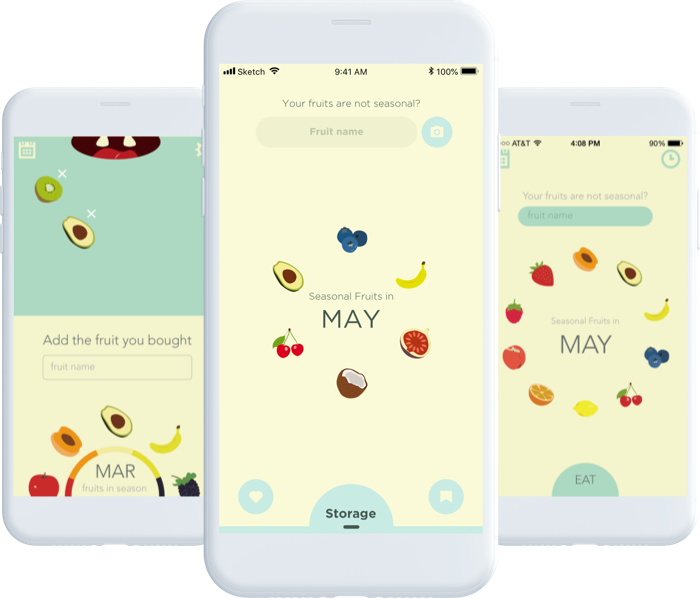 Add the fruit you bought
fruit name
MAR
fruits in season
Sketch 9:41 AM 100%
Your fruits are not seasonal?
Fruit name
Seasonal Fruits in
MAY
Storage
AT&T 4:08 PM 90%
Your fruits are not seasonal?
fruit name
Seasonal Fruits in
MAY
EAT